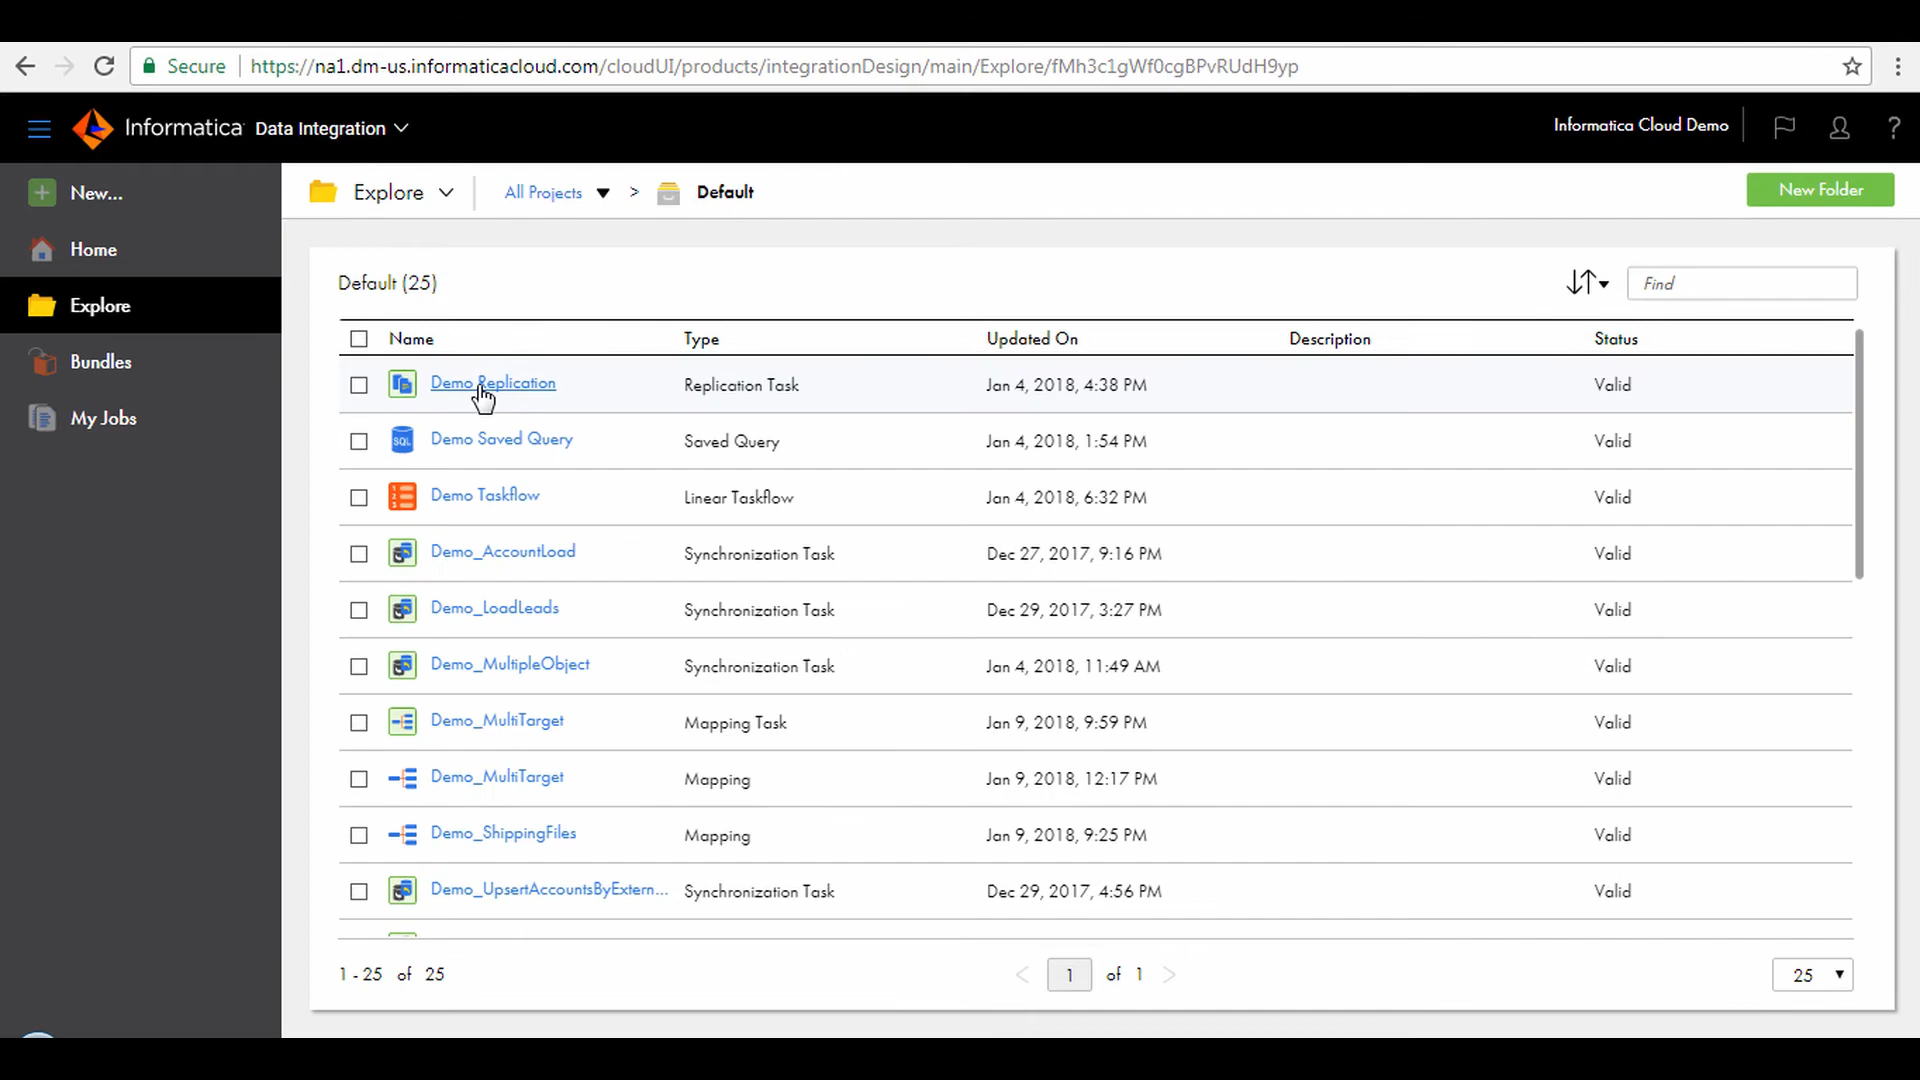 Secure https://na1.dm-us.informaticacloud.com/cloudUI/products/integrationDesign/main/Explore/fMh3c1gWf0cgBPvRUdH9yp
Informatica Data Integration Informatica Cloud Demo ?
New... Explore All Projects > Default New Folder
Home
Explore
Bundles
My Jobs
Default (25) Find
Name Type Updated On Description Status
Demo Replication Replication Task Jan 4, 2018, 4:38 PM Valid
SQL Demo Saved Query Saved Query Jan 4, 2018, 1:54 PM Valid
Demo Taskflow Linear Taskflow Jan 4, 2018, 6:32 PM Valid
Demo_AccountLoad Synchronization Task Dec 27, 2017, 9:16 PM Valid
Demo_LoadLeads Synchronization Task Dec 29, 2017, 3:27 PM Valid
Demo_MultipleObject Synchronization Task Jan 4, 2018, 11:49 AM Valid
Demo_MultiTarget Mapping Task Jan 9, 2018, 9:59 PM Valid
Demo_MultiTarget Mapping Jan 9, 2018, 12:17 PM Valid
Demo_ShippingFiles Mapping Jan 9, 2018, 9:25 PM Valid
Demo_UpsertAccountsByExtern... Synchronization Task Dec 29, 2017, 4:56 PM Valid
1 - 25 of 25 < 1 of 1 > 25